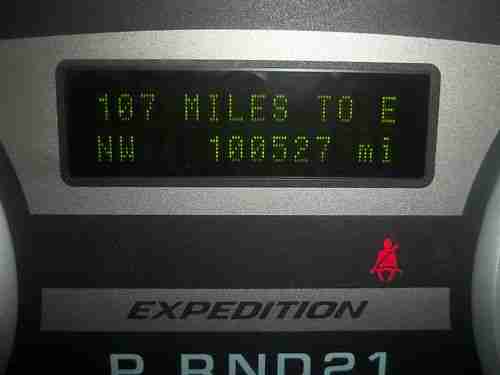 107 MILES TO E
NW 100527 mi
EXPEDITION
P RND21